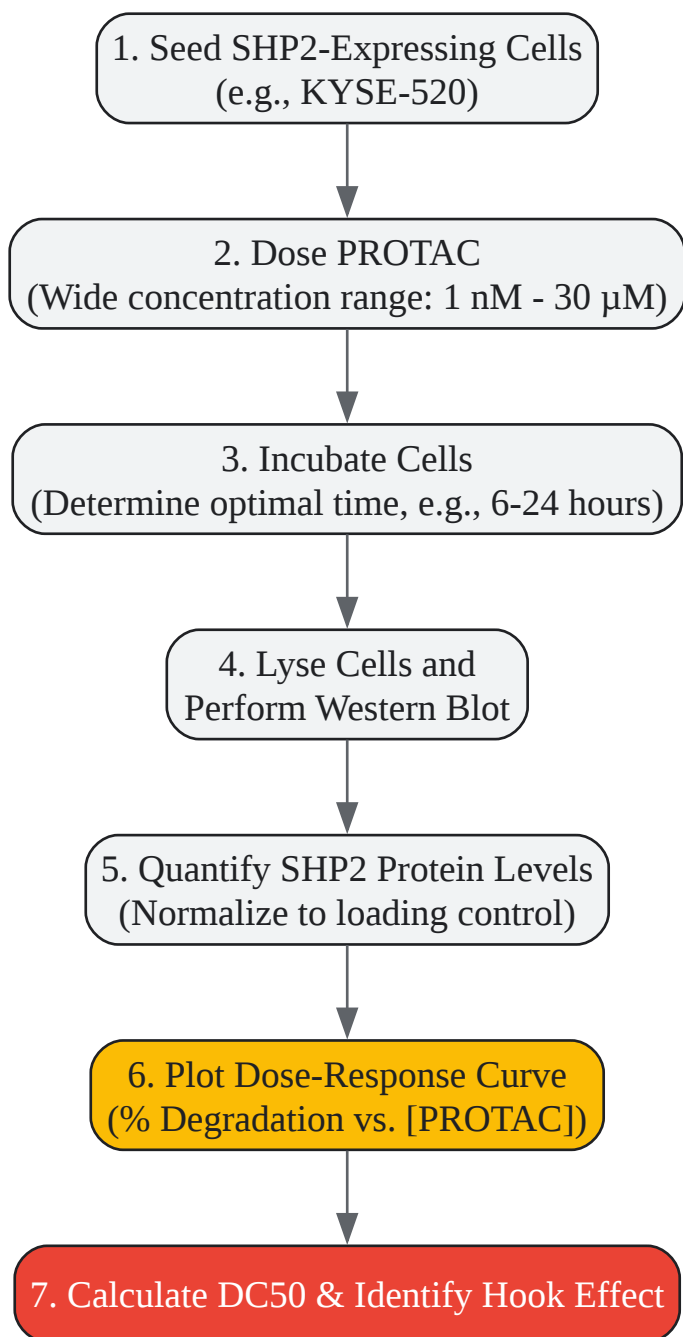 1. Seed SHP2-Expressing Cells
(e.g., KYSE-520)
2. Dose PROTAC
(Wide concentration range: 1 nM - 30 µM)
3. Incubate Cells
(Determine optimal time, e.g., 6-24 hours)
4. Lyse Cells and
Perform Western Blot
5. Quantify SHP2 Protein Levels
(Normalize to loading control)
6. Plot Dose-Response Curve
(% Degradation vs. [PROTAC])
7. Calculate DC50 & Identify Hook Effect